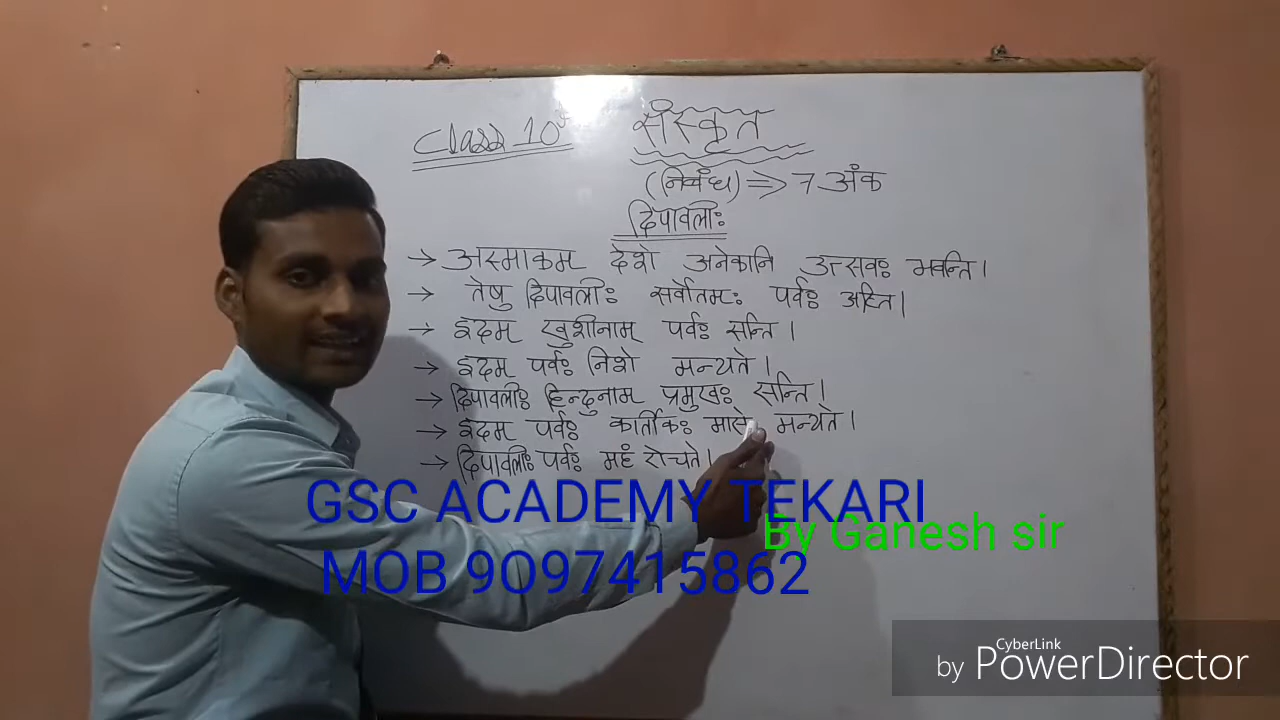 Class 10th संस्कृत
(निबंध) ⇒ 7 अंक
दिपावलीः
→ अस्माकम देशे अनेकानि उत्सवः भवन्ति।
→ तेषु दिपावलीः सर्वोतमः पर्वः अस्ति।
→ इदम् खुशीनाम् पर्वः सन्ति।
→ इदम पर्वः निशे मन्यते।
→ दिपावलीः हिन्दुनाम प्रमुखः सन्ति।
→ इदम पर्वः कार्तीकः मासे मन्यते।
→ दिपावलीः पर्वः महं रोचते।
GSC ACADEMY TEKARI
By Ganesh sir
MOB 9097415862
CyberLink
by PowerDirector